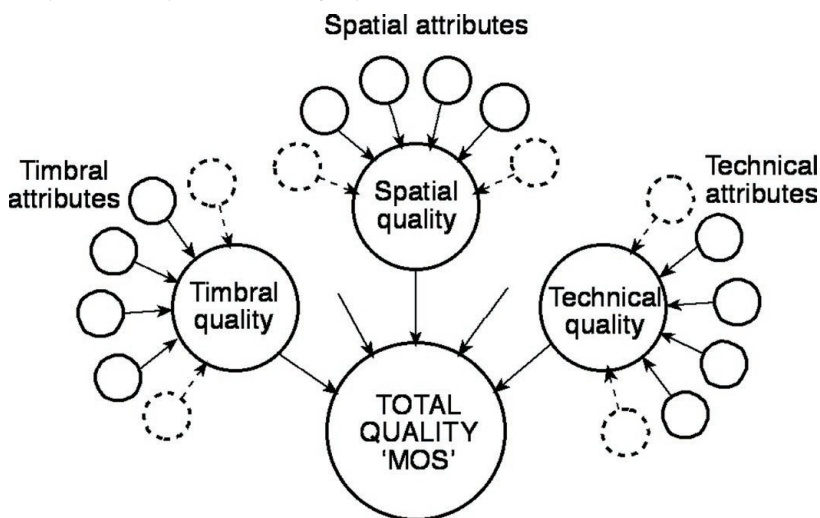 Spatial attributes
Timbral
attributes
Technical
attributes
Spatial
quality
Timbral
quality
Technical
quality
TOTAL
QUALITY
'MOS'